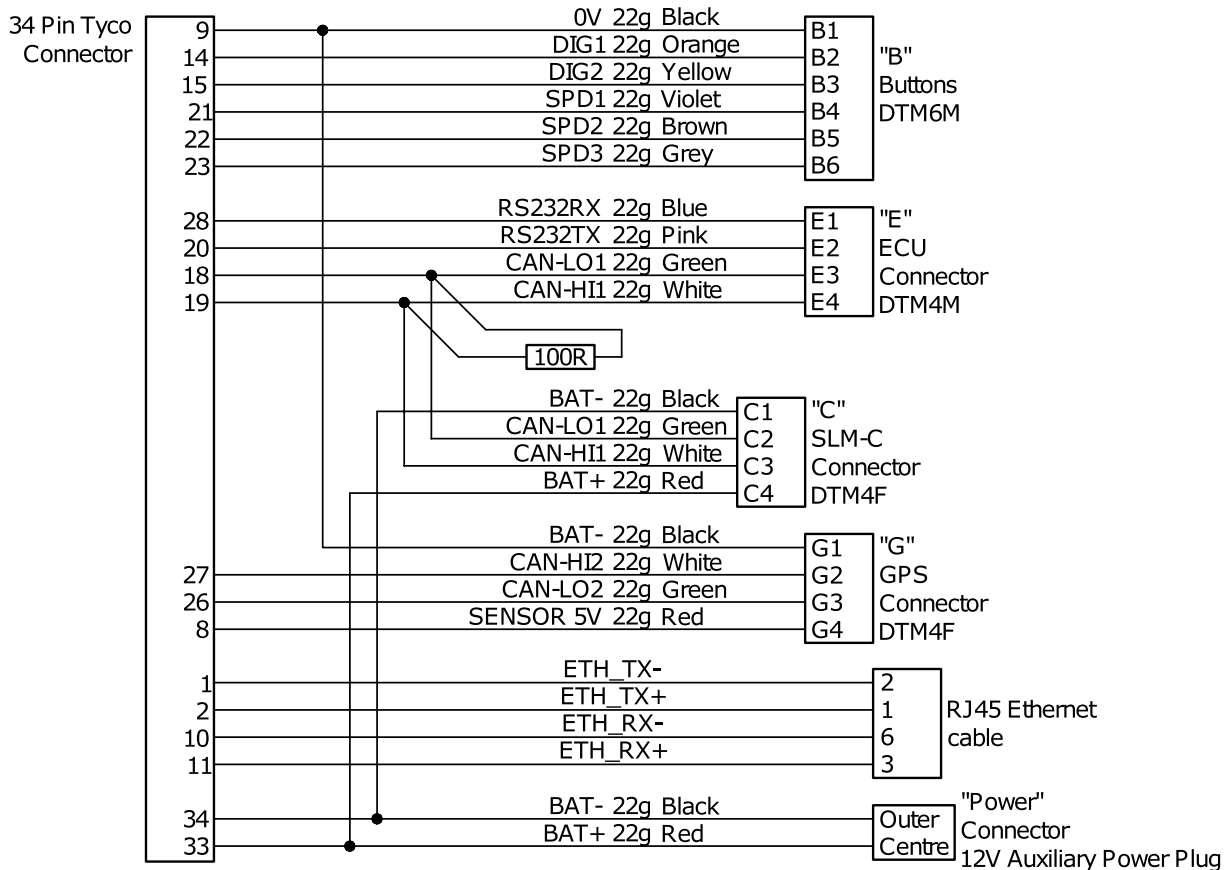 34 Pin Tyco
Connector
9 0V 22g Black B1
14 DIG1 22g Orange B2
15 DIG2 22g Yellow B3
21 SPD1 22g Violet B4
22 SPD2 22g Brown B5
23 SPD3 22g Grey B6
"B"
Buttons
DTM6M
28 RS232RX 22g Blue E1
20 RS232TX 22g Pink E2
18 CAN-LO1 22g Green E3
19 CAN-HI1 22g White E4
"E"
ECU
Connector
DTM4M
100R
BAT- 22g Black C1
CAN-LO1 22g Green C2
CAN-HI1 22g White C3
BAT+ 22g Red C4
"C"
SLM-C
Connector
DTM4F
BAT- 22g Black G1
27 CAN-HI2 22g White G2
26 CAN-LO2 22g Green G3
8 SENSOR 5V 22g Red G4
"G"
GPS
Connector
DTM4F
1 ETH_TX- 2
2 ETH_TX+ 1
10 ETH_RX- 6
11 ETH_RX+ 3
RJ45 Ethernet
cable
34 BAT- 22g Black Outer
33 BAT+ 22g Red Centre
"Power"
Connector
12V Auxiliary Power Plug